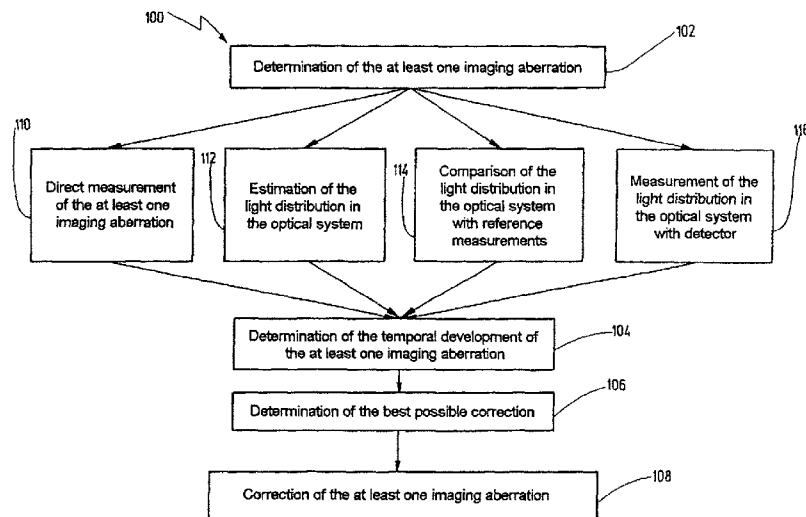 100
102
Determination of the at least one imaging aberration
110
Direct measurement
of the at least one
imaging aberration
112
Estimation of the
light distribution in
the optical system
114
Comparison of the
light distribution in
the optical system
with reference
measurements
116
Measurement of the
light distribution in
the optical system
with detector
Determination of the temporal development of
the at least one imaging aberration
104
Determination of the best possible correction
106
Correction of the at least one imaging aberration
108